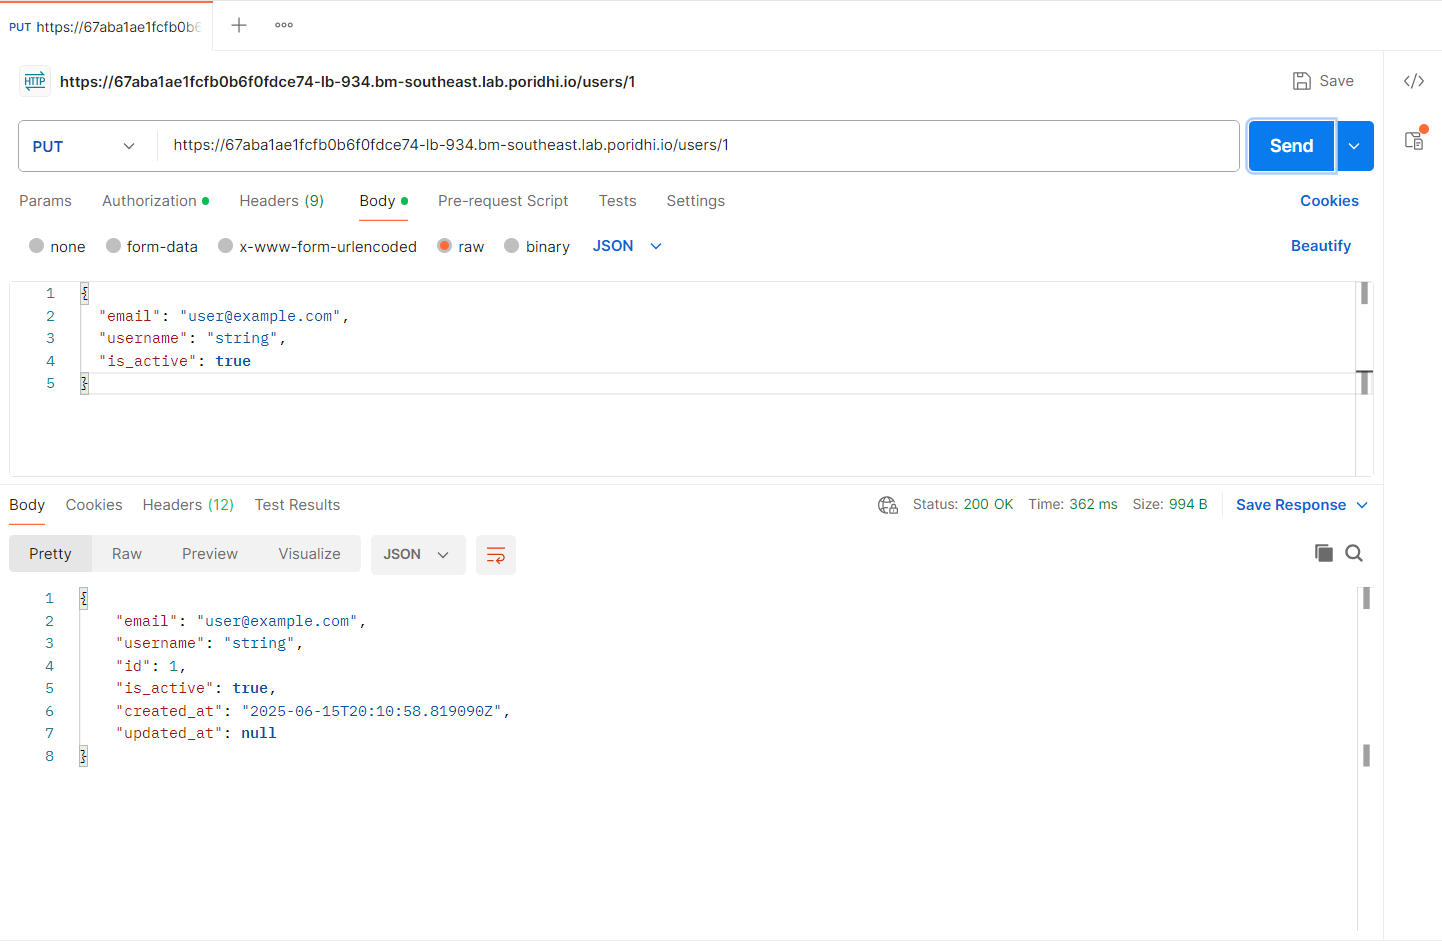 PUT https://67aba1ae1fcfb0b6
HTTP https://67aba1ae1fcfb0b6f0fdce74-lb-934.bm-southeast.lab.poridhi.io/users/1 Save
PUT https://67aba1ae1fcfb0b6f0fdce74-lb-934.bm-southeast.lab.poridhi.io/users/1 Send
Params Authorization Headers (9) Body Pre-request Script Tests Settings Cookies
none form-data x-www-form-urlencoded raw binary JSON Beautify
1 {
2 "email": "user@example.com",
3 "username": "string",
4 "is_active": true
5 }
Body Cookies Headers (12) Test Results Status: 200 OK Time: 362 ms Size: 994 B Save Response
Pretty Raw Preview Visualize JSON
1 {
2 "email": "user@example.com",
3 "username": "string",
4 "id": 1,
5 "is_active": true,
6 "created_at": "2025-06-15T20:10:58.819090Z",
7 "updated_at": null
8 }